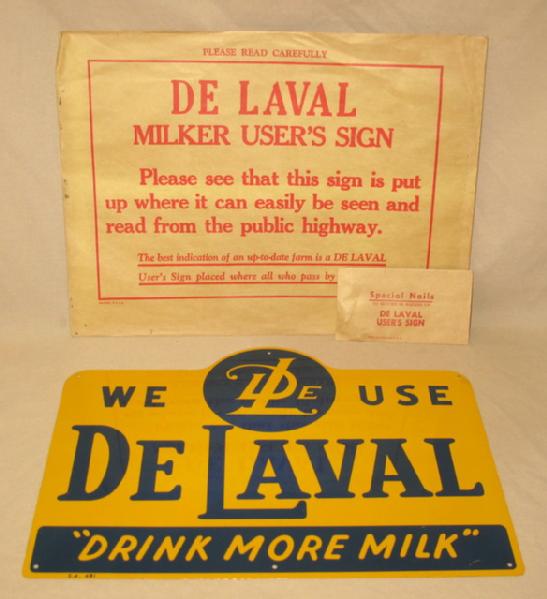 PLEASE READ CAREFULLY
DE LAVAL
MILKER USER'S SIGN
Please see that this sign is put
up where it can easily be seen and
read from the public highway.
The best indication of an up-to-date farm is a DE LAVAL
User's Sign placed where all who pass by
Special Nails
DE LAVAL
USER'S SIGN
WE DE L USE
DE LAVAL
"DRINK MORE MILK"